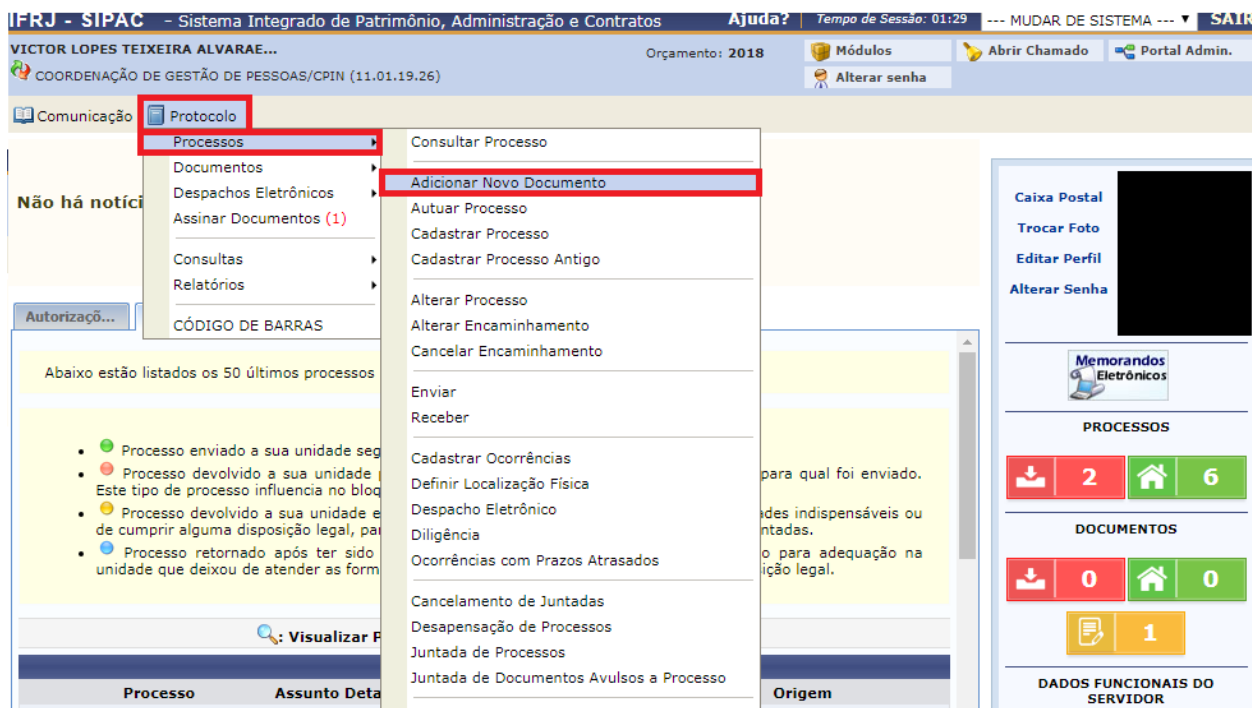 IFRJ - SIPAC - Sistema Integrado de Patrimônio, Administração e Contratos Ajuda? Tempo de Sessão: 01:29 --- MUDAR DE SISTEMA --- ▼ SAIR
VICTOR LOPES TEIXEIRA ALVARAE... Orçamento: 2018 Módulos Abrir Chamado Portal Admin.
COORDENAÇÃO DE GESTÃO DE PESSOAS/CPIN (11.01.19.26) Alterar senha
Comunicação Protocolo
Processos
Documentos
Despachos Eletrônicos
Assinar Documentos (1)
Consultas
Relatórios
CÓDIGO DE BARRAS
Consultar Processo
Adicionar Novo Documento
Autuar Processo
Cadastrar Processo
Cadastrar Processo Antigo
Alterar Processo
Alterar Encaminhamento
Cancelar Encaminhamento
Enviar
Receber
Cadastrar Ocorrências
Definir Localização Física
Despacho Eletrônico
Diligência
Ocorrências com Prazos Atrasados
Cancelamento de Juntadas
Desapensação de Processos
Juntada de Processos
Juntada de Documentos Avulsos a Processo
Não há notíci
Autorizaçõ...
Abaixo estão listados os 50 últimos processos
Processo enviado a sua unidade seg
Processo devolvido a sua unidade para qual foi enviado.
Este tipo de processo influencia no bloq
Processo devolvido a sua unidade e ades indispensáveis ou
de cumprir alguma disposição legal, par ntadas.
Processo retornado após ter sido o para adequação na
unidade que deixou de atender as form ição legal.
: Visualizar P
Processo Assunto Deta Origem
Caixa Postal
Trocar Foto
Editar Perfil
Alterar Senha
Memorandos
Eletrônicos
PROCESSOS
2 6
DOCUMENTOS
0 0
1
DADOS FUNCIONAIS DO
SERVIDOR